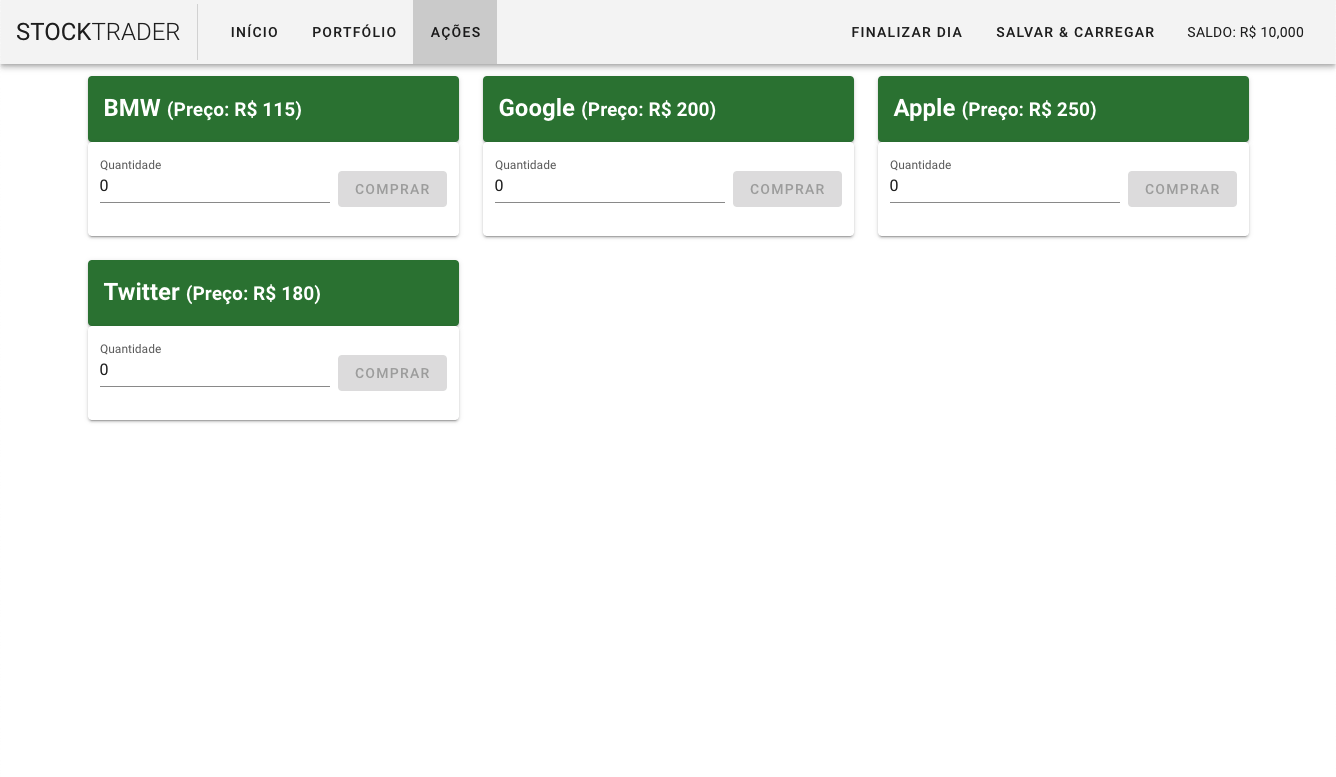 STOCKTRADER INÍCIO PORTFÓLIO AÇÕES FINALIZAR DIA SALVAR & CARREGAR SALDO: R$ 10,000
BMW (Preço: R$ 115)
Quantidade
0
COMPRAR
Google (Preço: R$ 200)
Quantidade
0
COMPRAR
Apple (Preço: R$ 250)
Quantidade
0
COMPRAR
Twitter (Preço: R$ 180)
Quantidade
0
COMPRAR